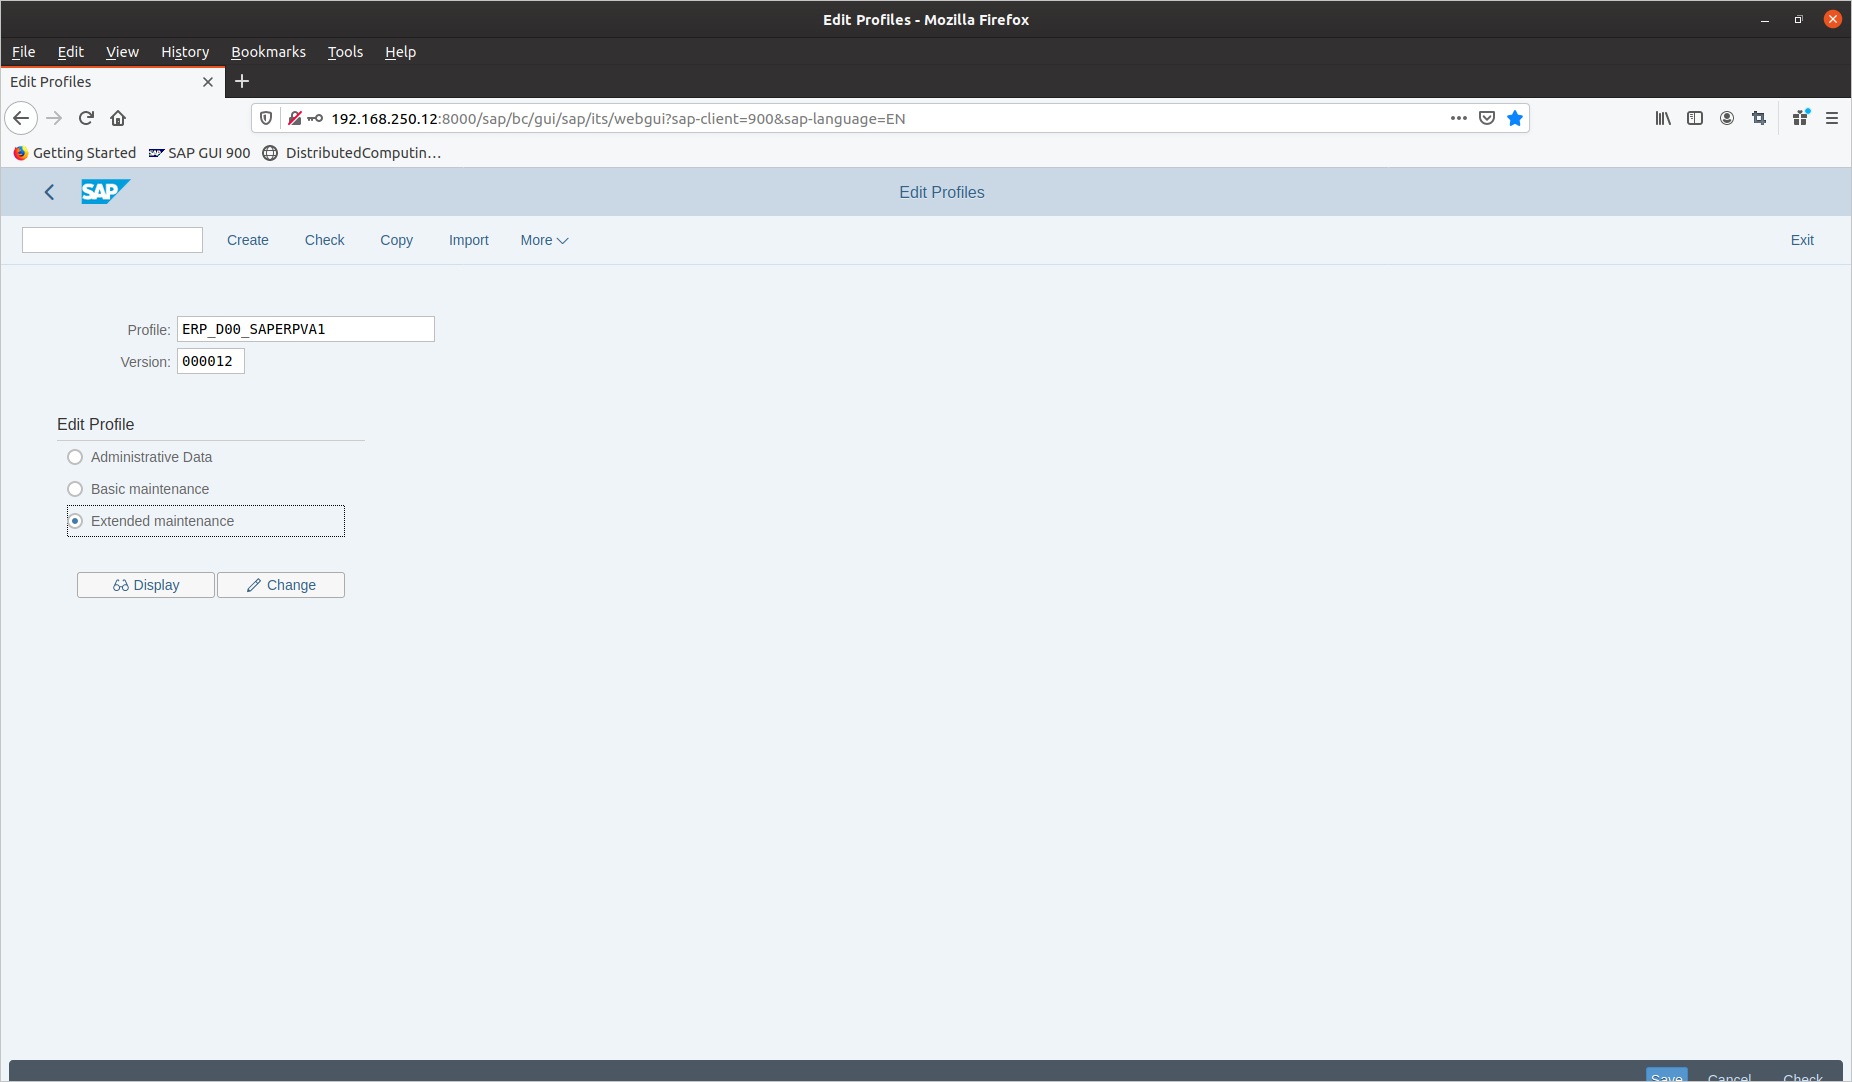 Edit Profiles - Mozilla Firefox
File Edit View History Bookmarks Tools Help
Edit Profiles
192.168.250.12:8000/sap/bc/gui/sap/its/webgui?sap-client=900&sap-language=EN
Getting Started SAP SAP GUI 900 DistributedComputin...
SAP Edit Profiles
Create Check Copy Import More Exit
Profile: ERP_D00_SAPERPVA1
Version: 000012
Edit Profile
Administrative Data
Basic maintenance
Extended maintenance
Display Change
Save Cancel Check